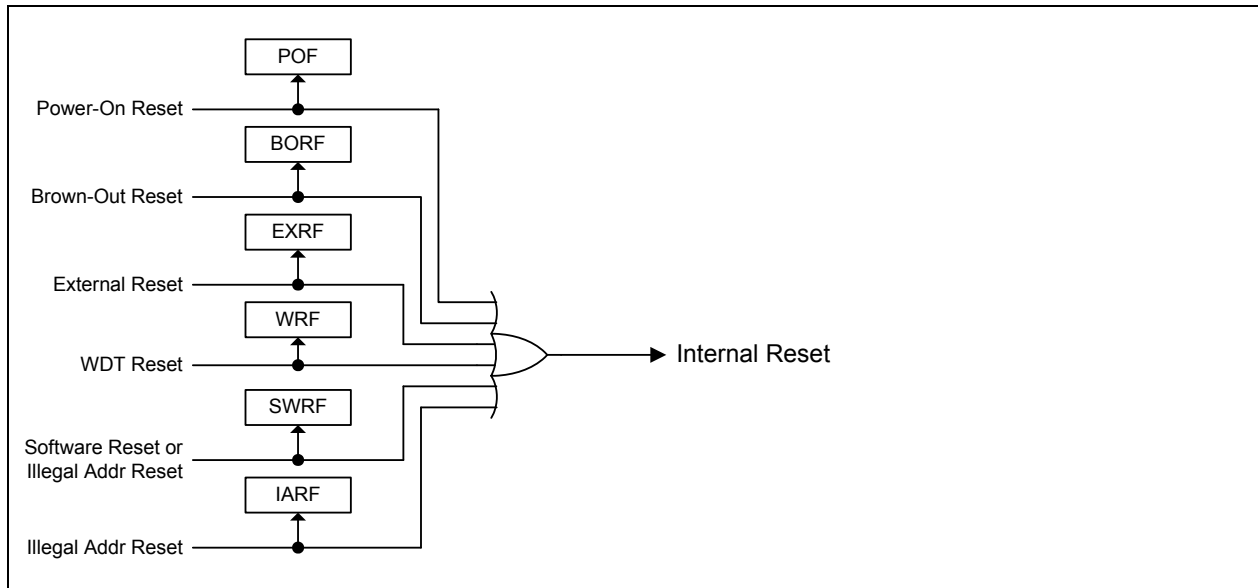 POF
Power-On Reset
BORF
Brown-Out Reset
EXRF
External Reset
WRF
WDT Reset
Internal Reset
SWRF
Software Reset or
Illegal Addr Reset
IARF
Illegal Addr Reset